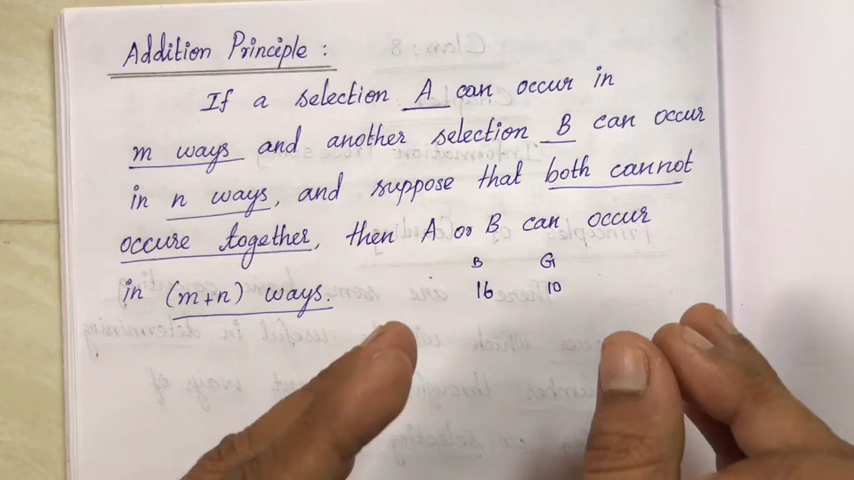 Addition Principle :
If a selection A can occur in
m ways and another selection B can occur
in n ways, and suppose that both cannot
occure together, then A or B can occur
in (m+n) ways.
B G
16 10